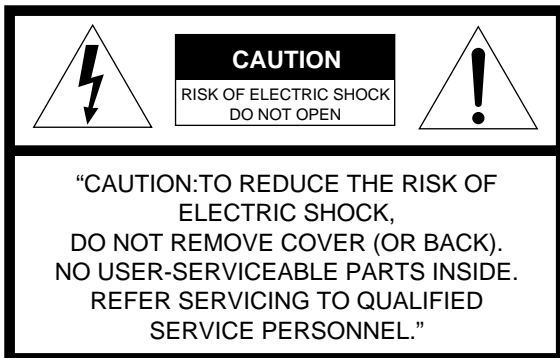 CAUTION
RISK OF ELECTRIC SHOCK
DO NOT OPEN
“CAUTION:TO REDUCE THE RISK OF
ELECTRIC SHOCK,
DO NOT REMOVE COVER (OR BACK).
NO USER-SERVICEABLE PARTS INSIDE.
REFER SERVICING TO QUALIFIED
SERVICE PERSONNEL.”